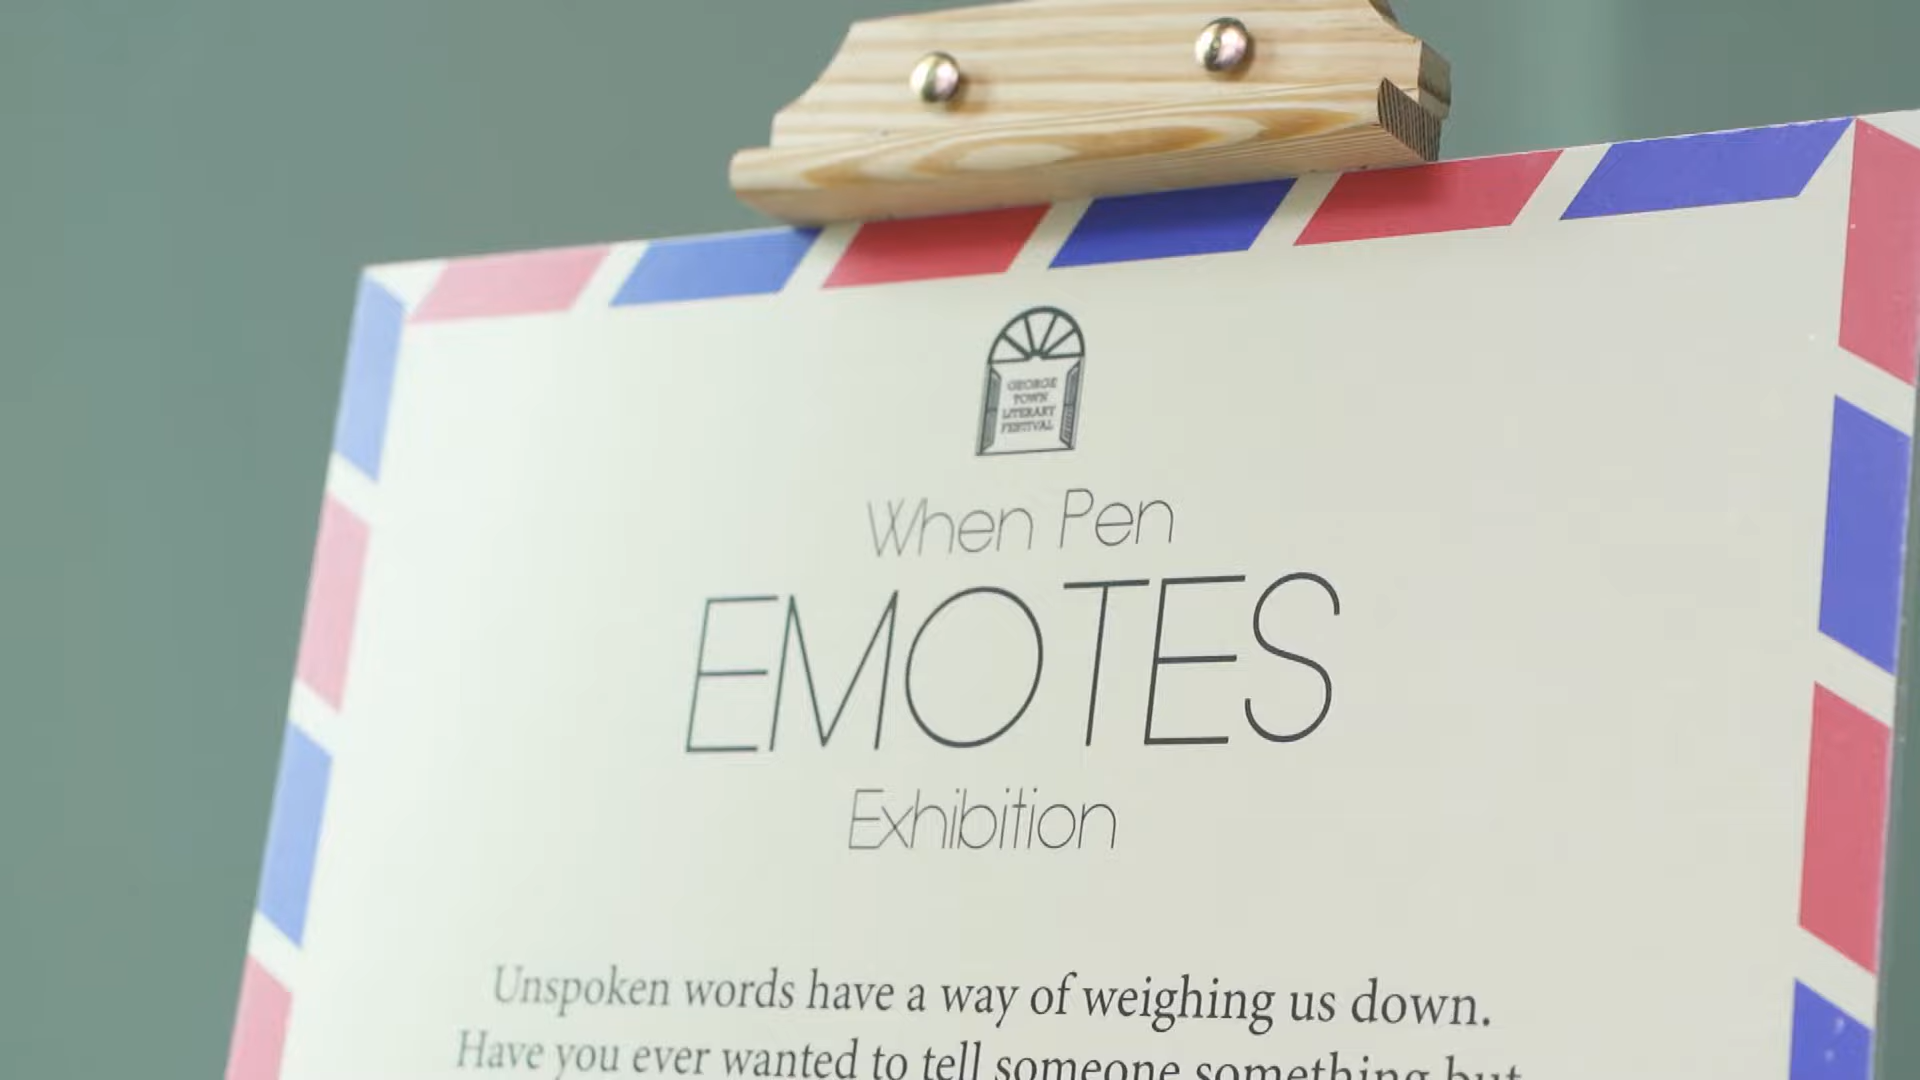 GEORGE
TOWN
LITERARY
FESTIVAL
When Pen
EMOTES
Exhibition
Unspoken words have a way of weighing us down.
Have you ever wanted to tell someone something but